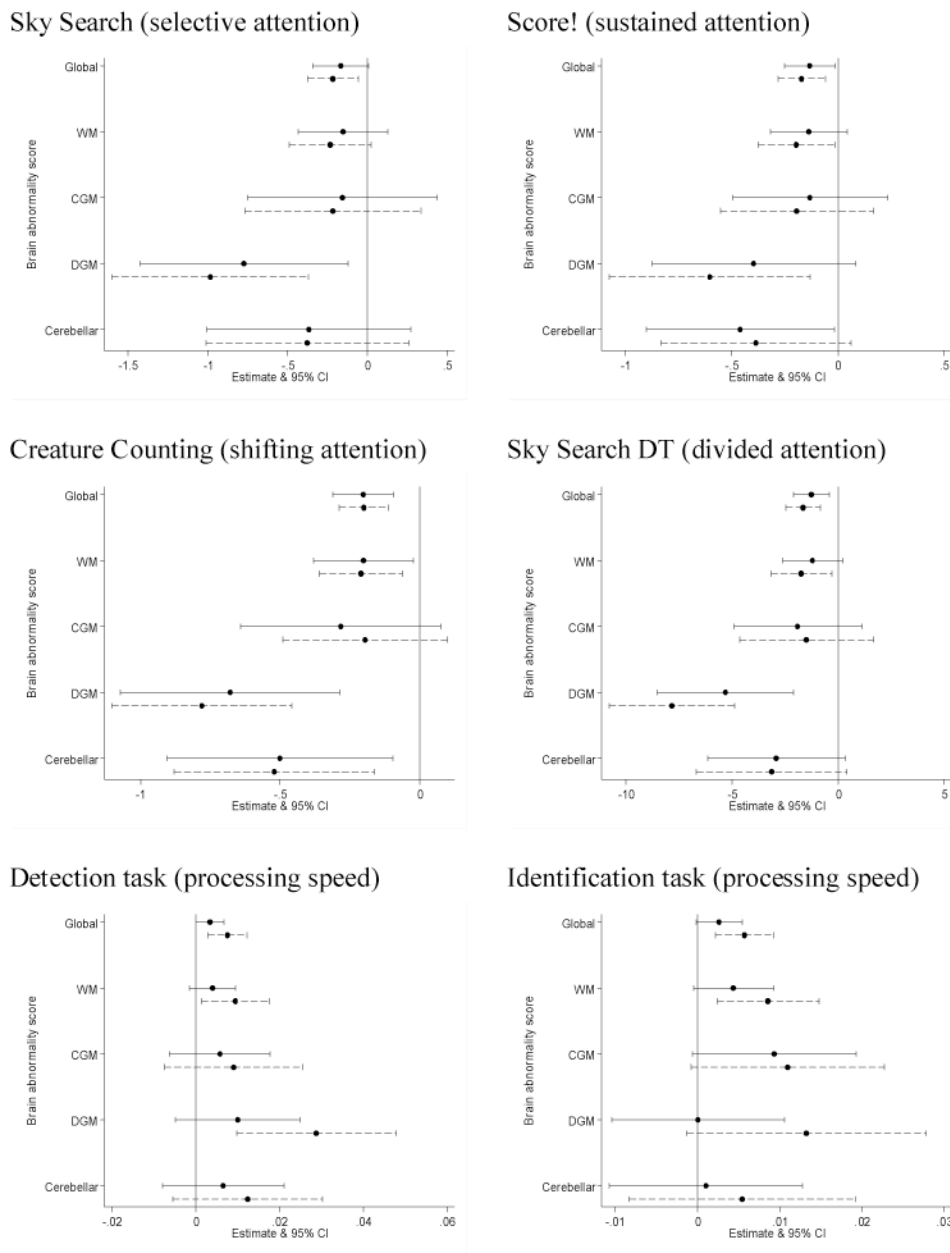 Sky Search (selective attention)
Score! (sustained attention)
Brain abnormality score
Global
WM
CGM
DGM
Cerebellar
-1.5 -1 -.5 0 .5
Estimate & 95% CI
Brain abnormality score
Global
WM
CGM
DGM
Cerebellar
-1 -.5 0 .5
Estimate & 95% CI
Creature Counting (shifting attention)
Sky Search DT (divided attention)
Brain abnormality score
Global
WM
CGM
DGM
Cerebellar
-1 -.5 0
Estimate & 95% CI
Brain abnormality score
Global
WM
CGM
DGM
Cerebellar
-10 -5 0 5
Estimate & 95% CI
Detection task (processing speed)
Identification task (processing speed)
Brain abnormality score
Global
WM
CGM
DGM
Cerebellar
-.02 0 .02 .04 .06
Estimate & 95% CI
Brain abnormality score
Global
WM
CGM
DGM
Cerebellar
-.01 0 .01 .02 .03
Estimate & 95% CI